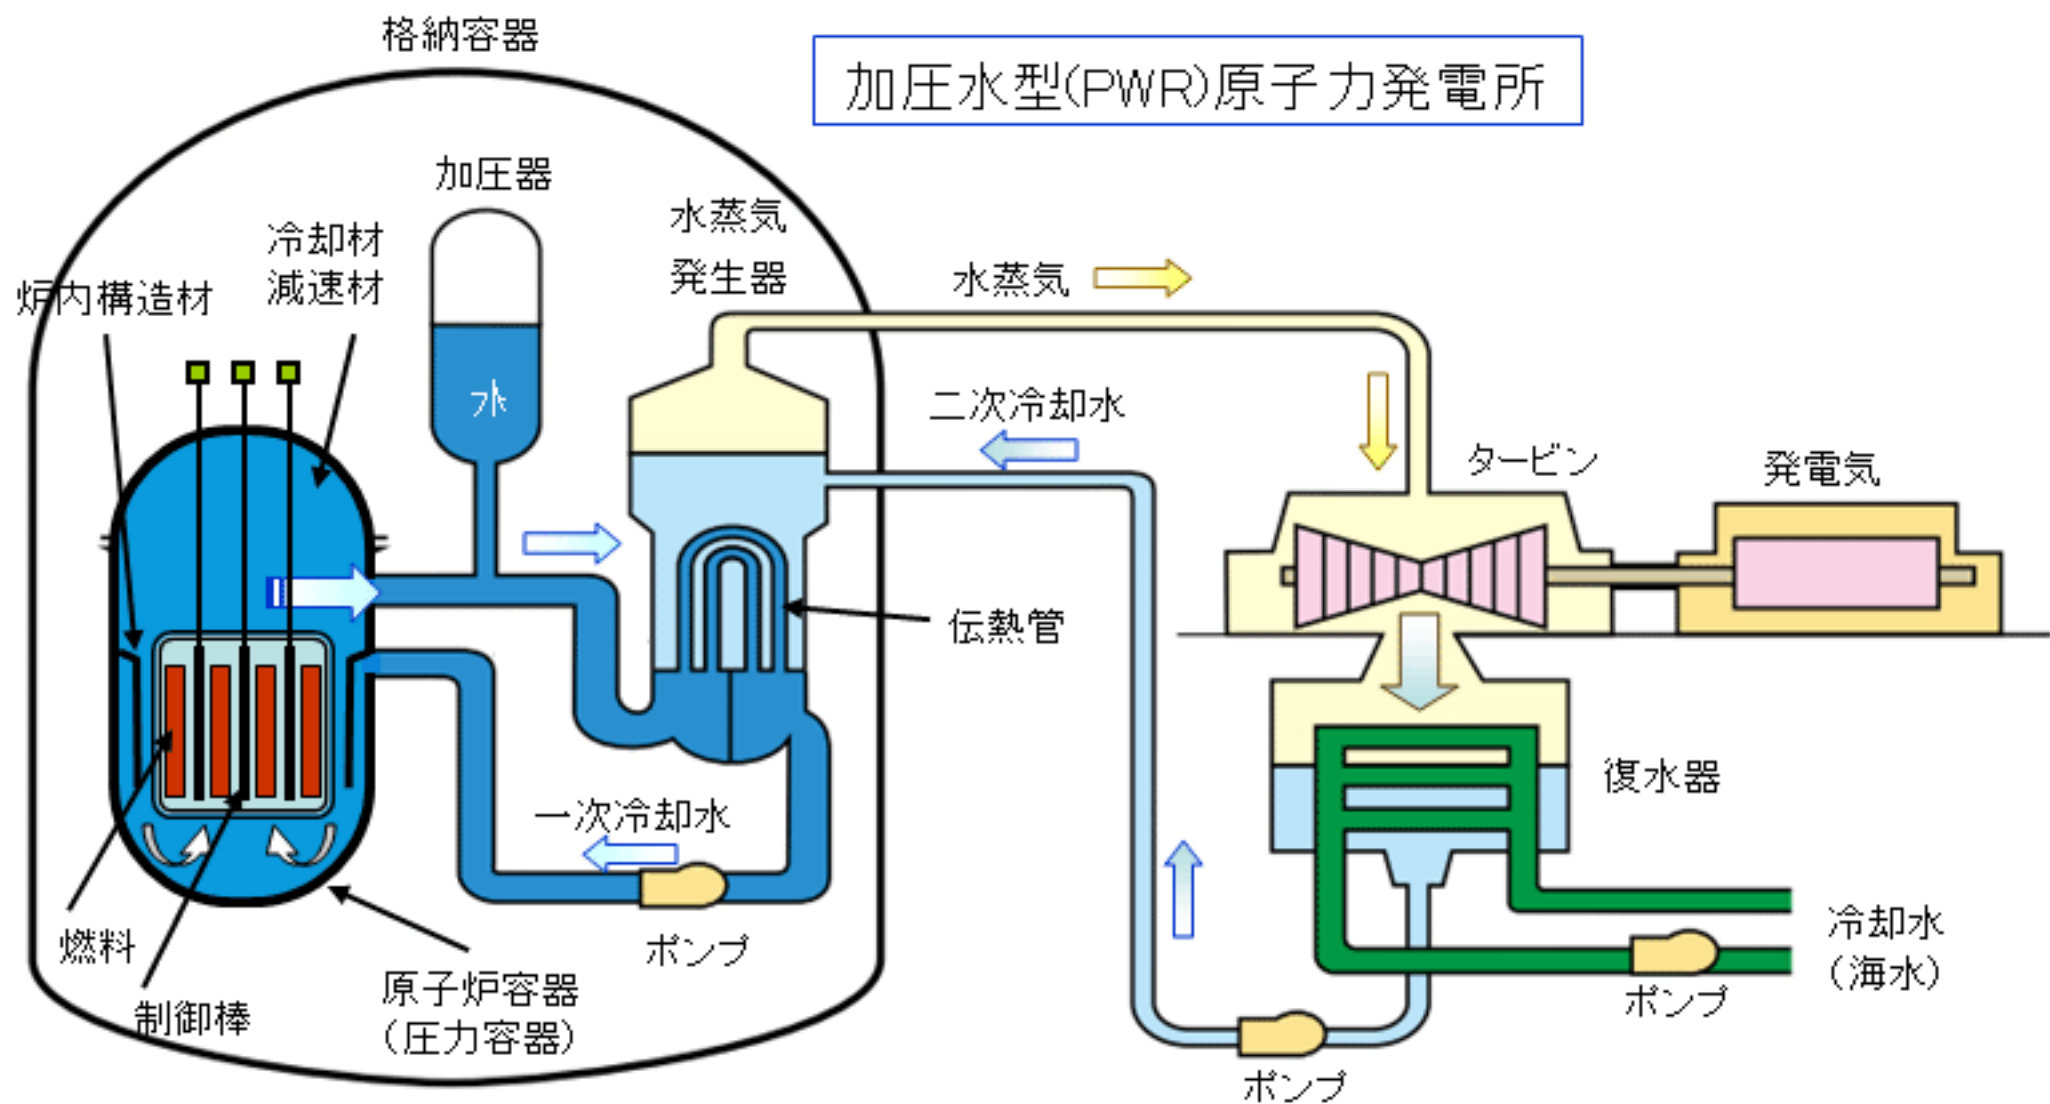 格納容器
加圧水型(PWR)原子力発電所
加圧器
冷却材
減速材
炉内構造材
水蒸気
発生器
水蒸気
水
二次冷却水
タービン
発電気
伝熱管
復水器
一次冷却水
ポンプ
燃料
制御棒
原子炉容器
(圧力容器)
冷却水
(海水)
ポンプ
ポンプ